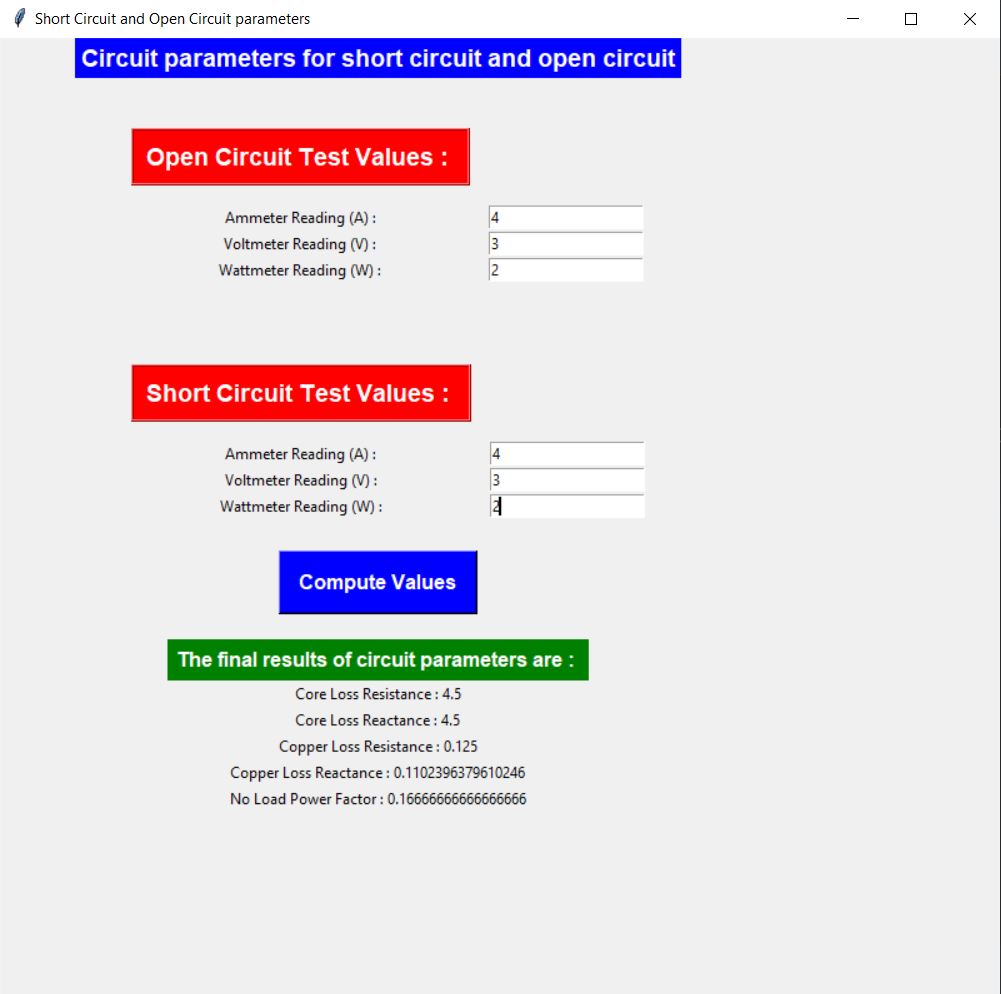 Short Circuit and Open Circuit parameters
Circuit parameters for short circuit and open circuit
Open Circuit Test Values :
Ammeter Reading (A) : 4
Voltmeter Reading (V) : 3
Wattmeter Reading (W) : 2
Short Circuit Test Values :
Ammeter Reading (A) : 4
Voltmeter Reading (V) : 3
Wattmeter Reading (W) : 2
Compute Values
The final results of circuit parameters are :
Core Loss Resistance : 4.5
Core Loss Reactance : 4.5
Copper Loss Resistance : 0.125
Copper Loss Reactance : 0.1102396379610246
No Load Power Factor : 0.16666666666666666